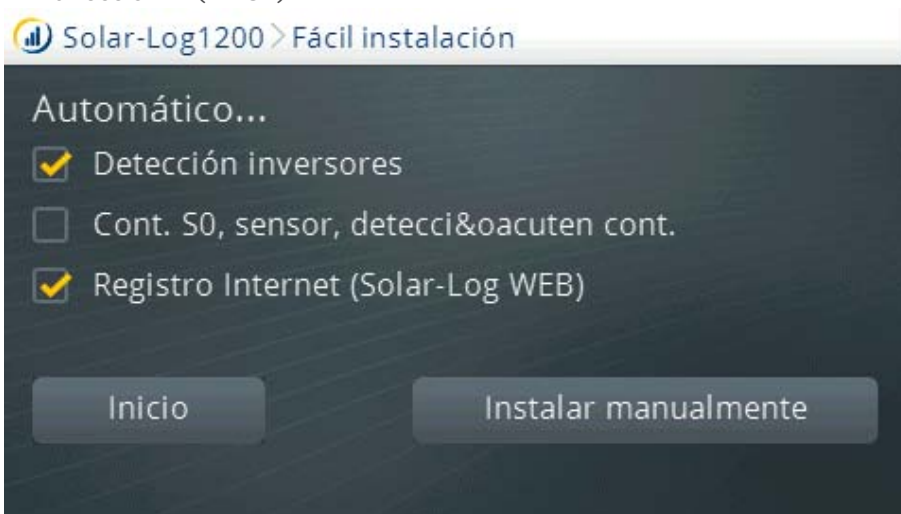 Solar-Log1200 > Fácil instalación
Automático...
Detección inversores
Cont. S0, sensor, detecci&oacuten cont.
Registro Internet (Solar-Log WEB)
Inicio
Instalar manualmente